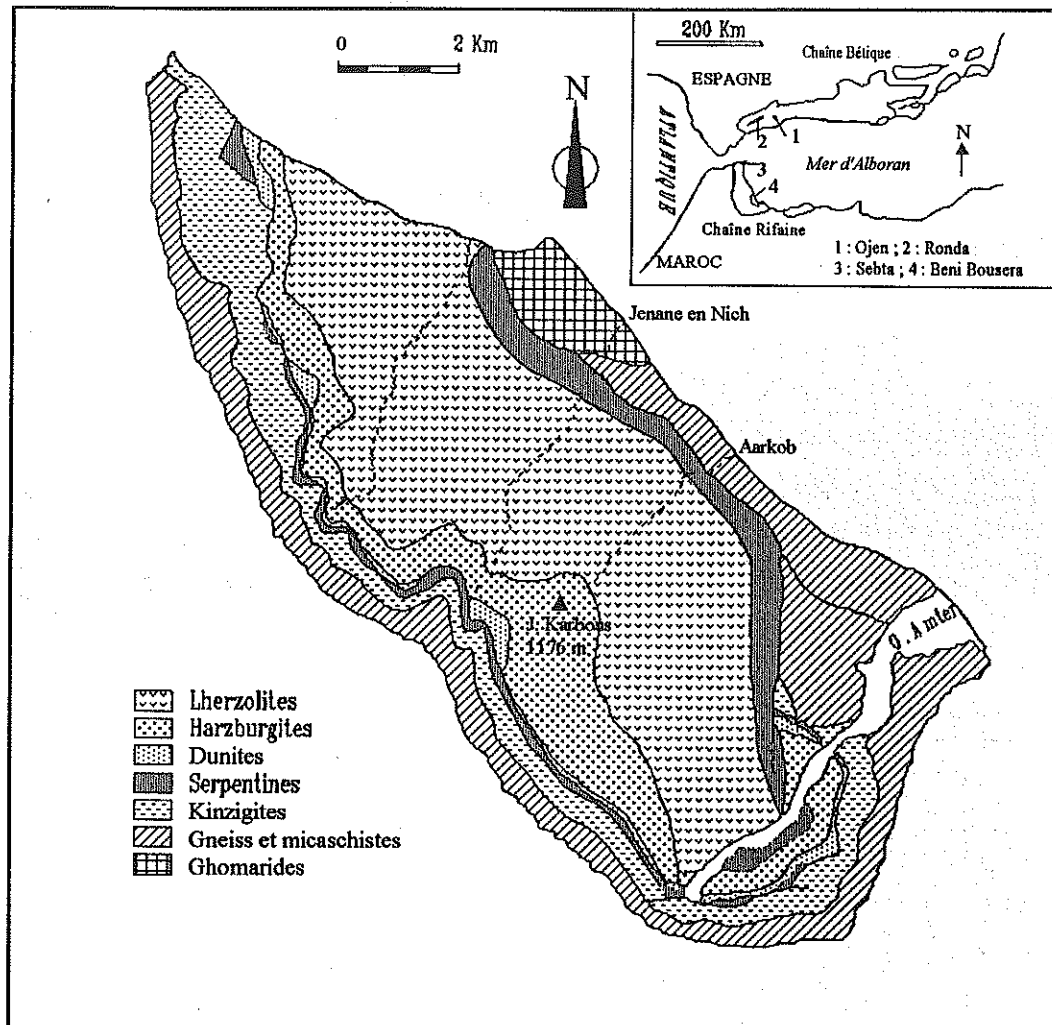 0 2 Km
N
200 Km
Chaîne Bétique
ESPAGNE
ATLANTIQUE
1
2
N
3
Mer d'Alboran
4
Chaîne Rifaine
MAROC
1 : Ojen ; 2 : Ronda
3 : Sebta ; 4 : Beni Bousera
Jenane en Nich
Aarkob
O. Amter
J. Karbous
1176 m
Lherzolites
Harzburgites
Dunites
Serpentines
Kinzigites
Gneiss et micaschistes
Ghomarides